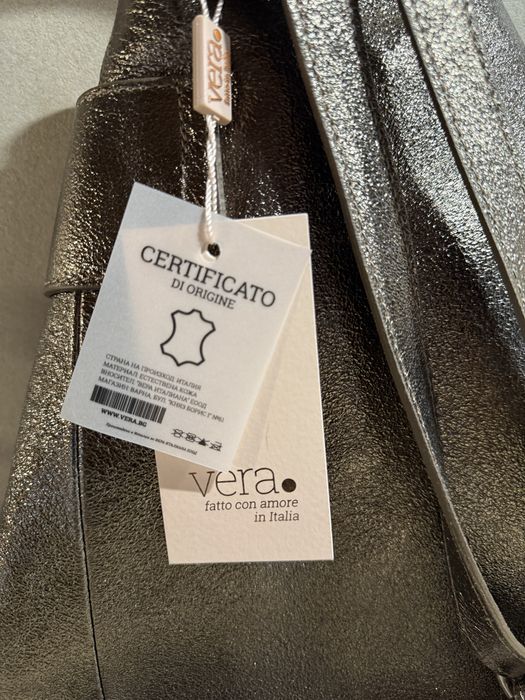 vera.
CERTIFICATO
DI ORIGINE
СТРАНА НА ПРОИЗХОД: ИТАЛИЯ
МАТЕРИАЛ: ЕСТЕСТВЕНА КОЖА
ВНОСИТЕЛ: "ВЕРА ИТАЛИАНА" ЕООД
МАГАЗИН: ВАРНА, БУЛ. "КНЯЗ БОРИС I" №61
WWW.VERA.BG
vera.
fatto con amore
in Italia